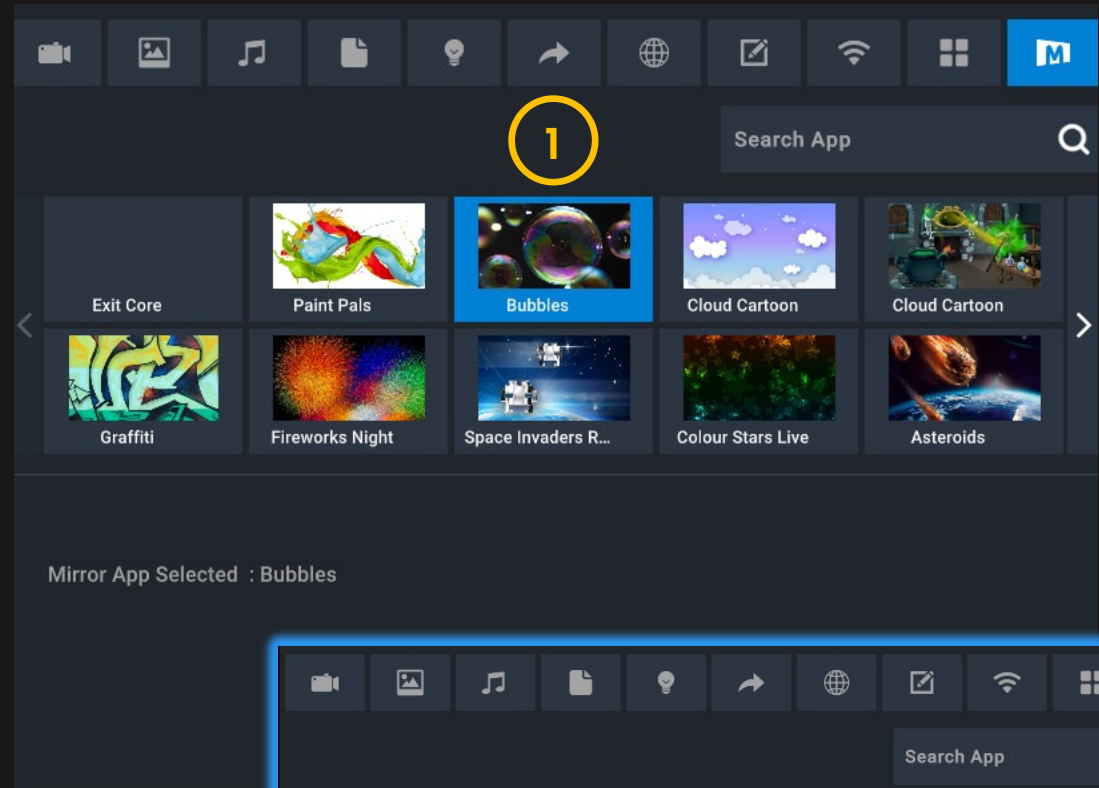 M
1
Search App
Exit Core
Paint Pals
Bubbles
Cloud Cartoon
Cloud Cartoon
Graffiti
Fireworks Night
Space Invaders R...
Colour Stars Live
Asteroids
Mirror App Selected : Bubbles
Search App